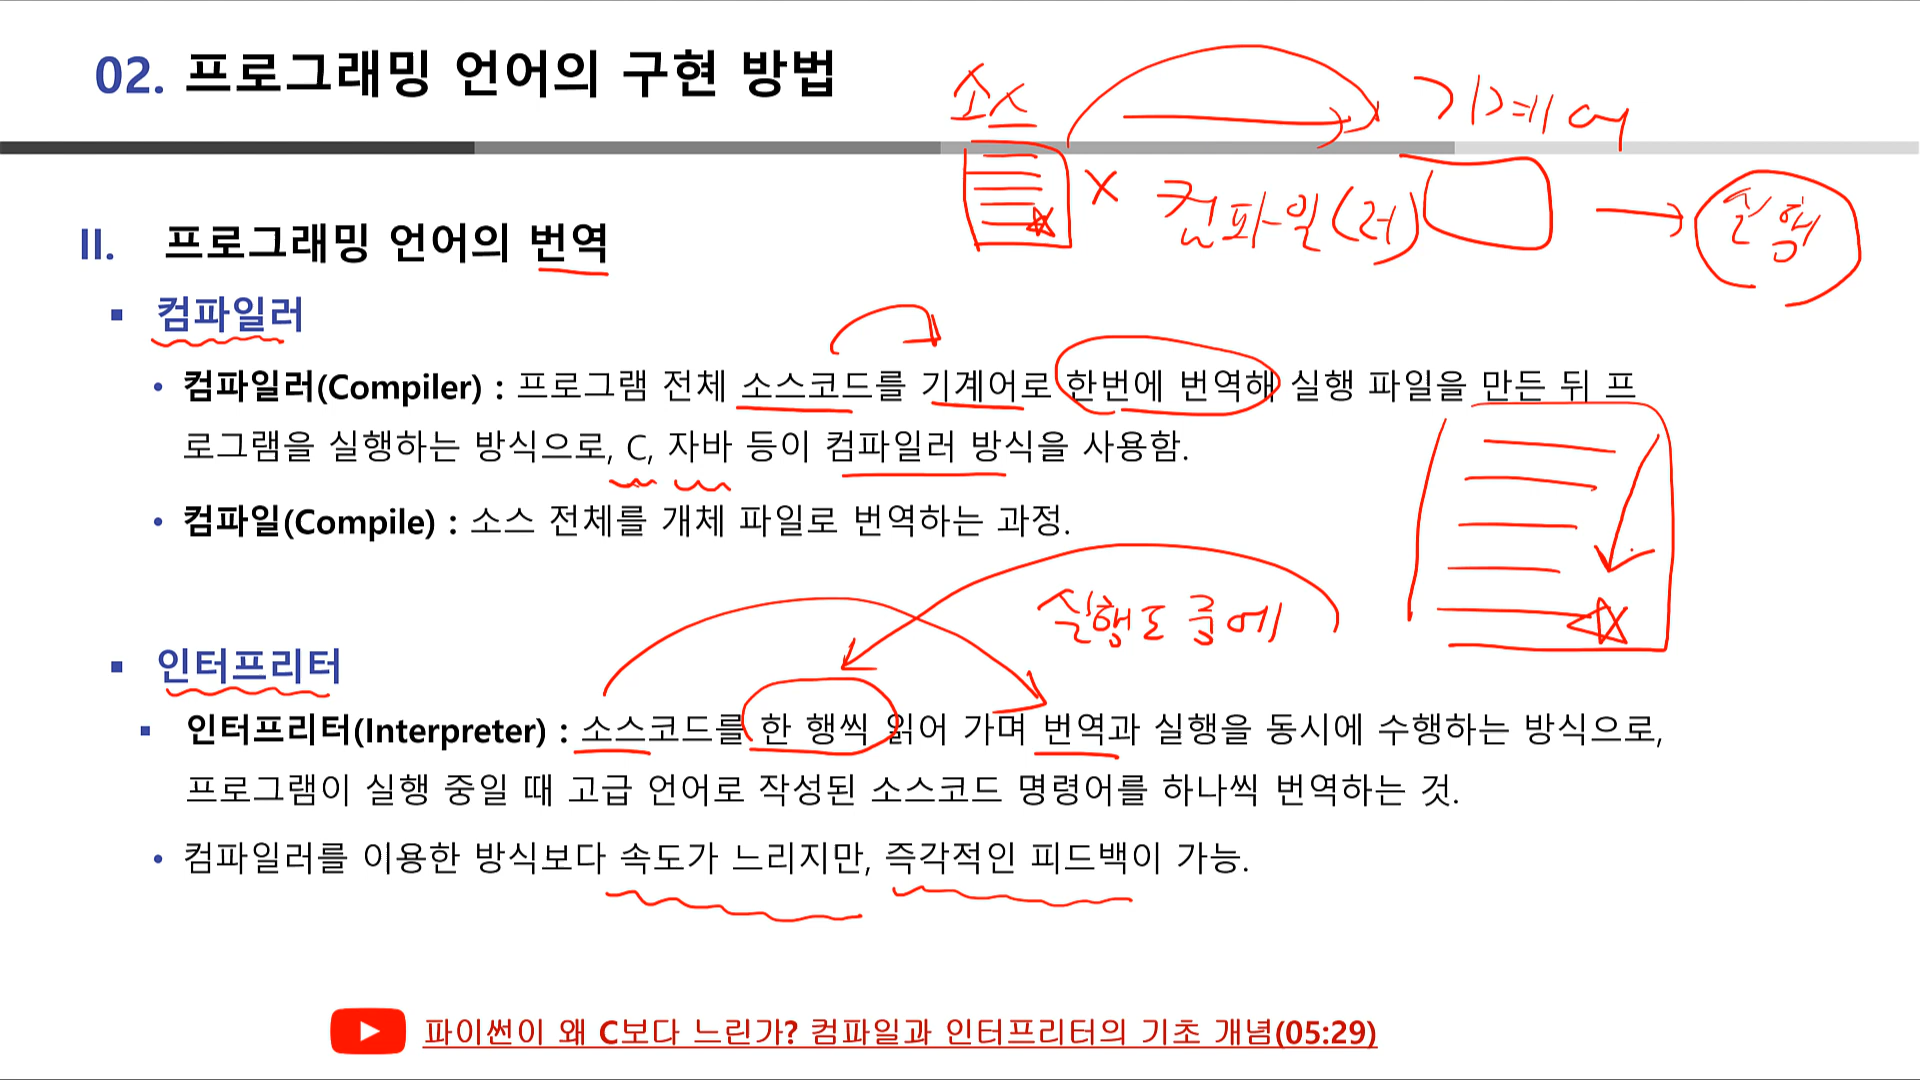 02. 프로그래밍 언어의 구현 방법
소스
기계어
컴파일(러)
실행
II. 프로그래밍 언어의 번역
▪ 컴파일러
• 컴파일러(Compiler) : 프로그램 전체 소스코드를 기계어로 한번에 번역해 실행 파일을 만든 뒤 프
로그램을 실행하는 방식으로, C, 자바 등이 컴파일러 방식을 사용함.
• 컴파일(Compile) : 소스 전체를 개체 파일로 번역하는 과정.
실행도중에
▪ 인터프리터
▪ 인터프리터(Interpreter) : 소스코드를 한 행씩 읽어 가며 번역과 실행을 동시에 수행하는 방식으로,
프로그램이 실행 중일 때 고급 언어로 작성된 소스코드 명령어를 하나씩 번역하는 것.
• 컴파일러를 이용한 방식보다 속도가 느리지만, 즉각적인 피드백이 가능.
파이썬이 왜 C보다 느린가? 컴파일과 인터프리터의 기초 개념(05:29)